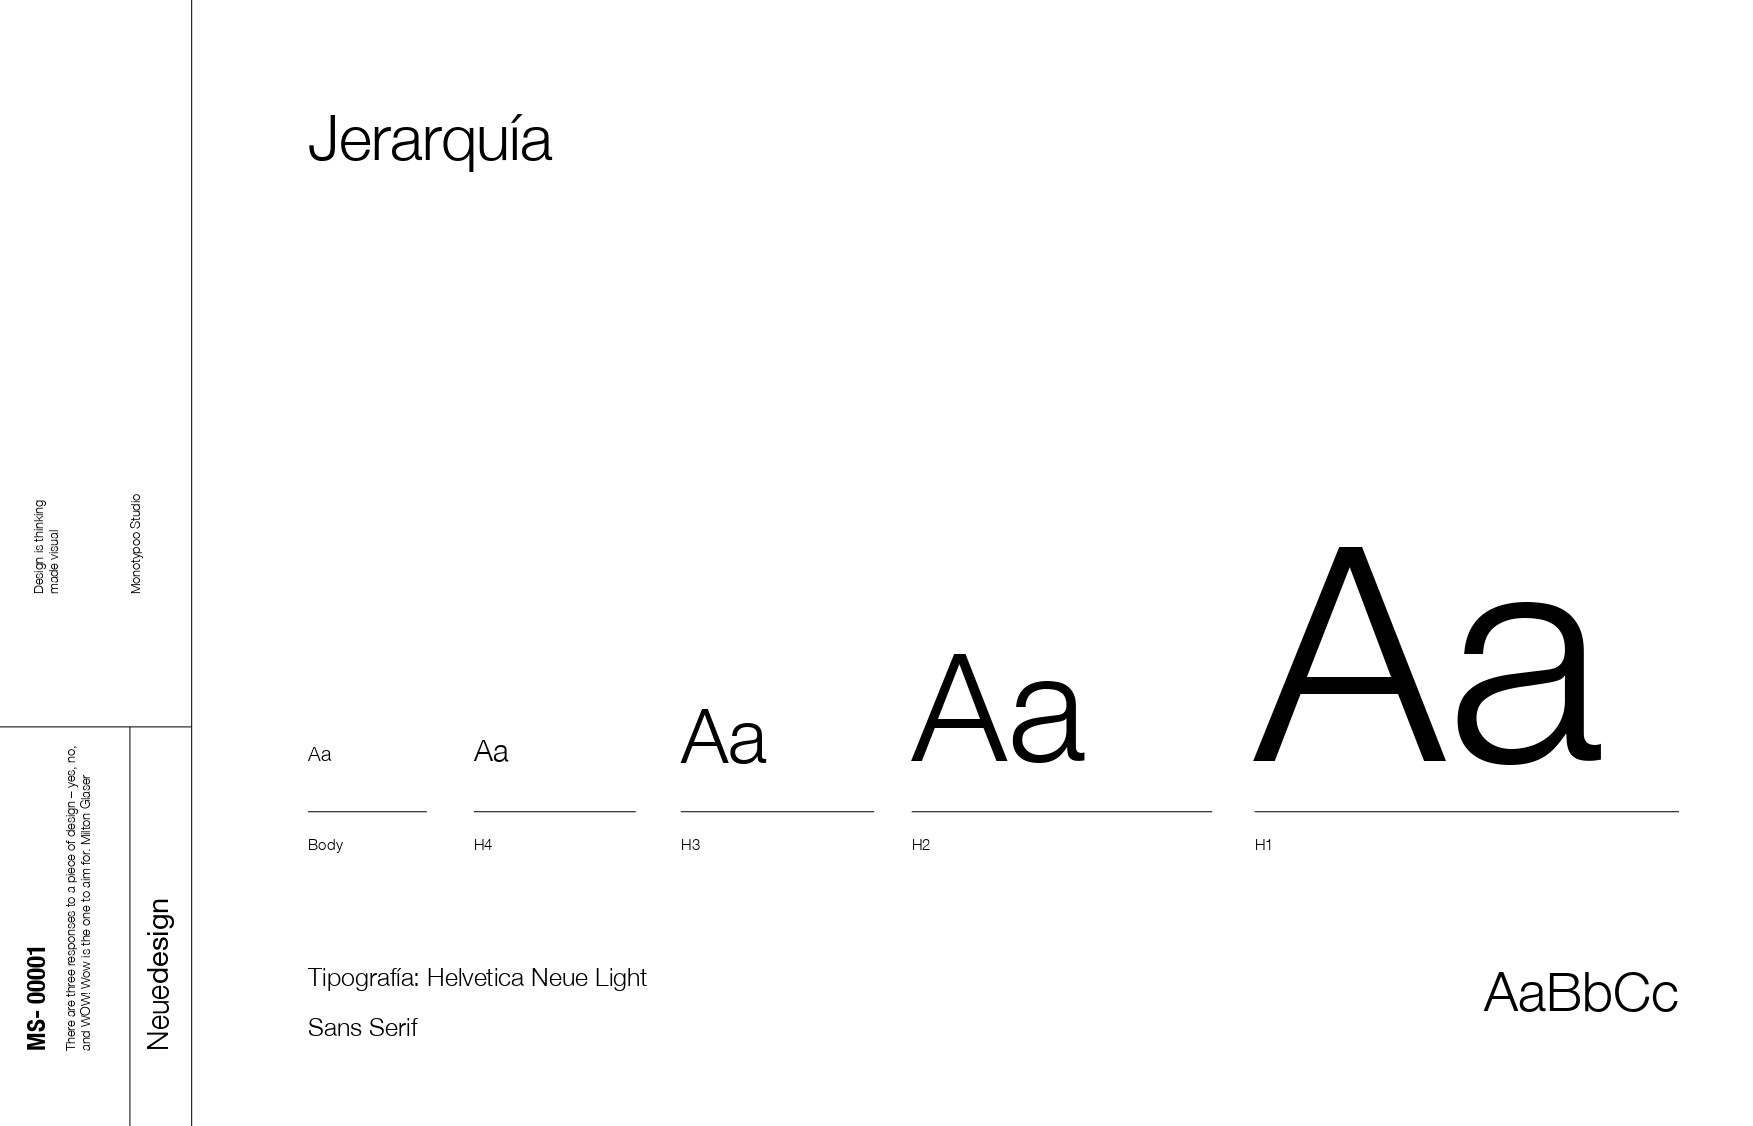 Design is thinking
made visual
Monotypoo Studio
MS- 00001
There are three responses to a piece of design – yes, no,
and WOW! Wow is the one to aim for. Milton Glaser
Neuedesign
Jerarquía
Aa
Aa
Aa
Aa
Aa
Body
H4
H3
H2
H1
Tipografía: Helvetica Neue Light
Sans Serif
AaBbCc